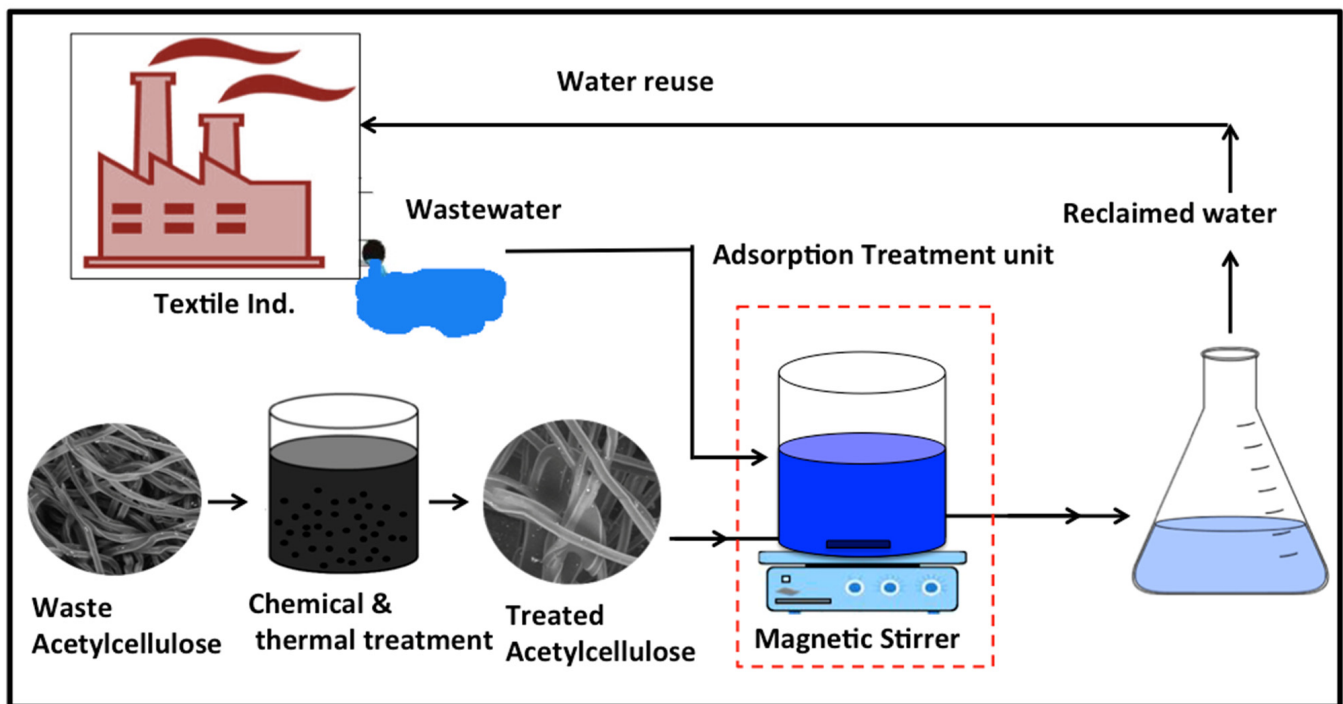 Water reuse
Wastewater
Reclaimed water
Adsorption Treatment unit
Textile Ind.
Waste
Acetylcellulose
Chemical &
thermal treatment
Treated
Acetylcellulose
Magnetic Stirrer